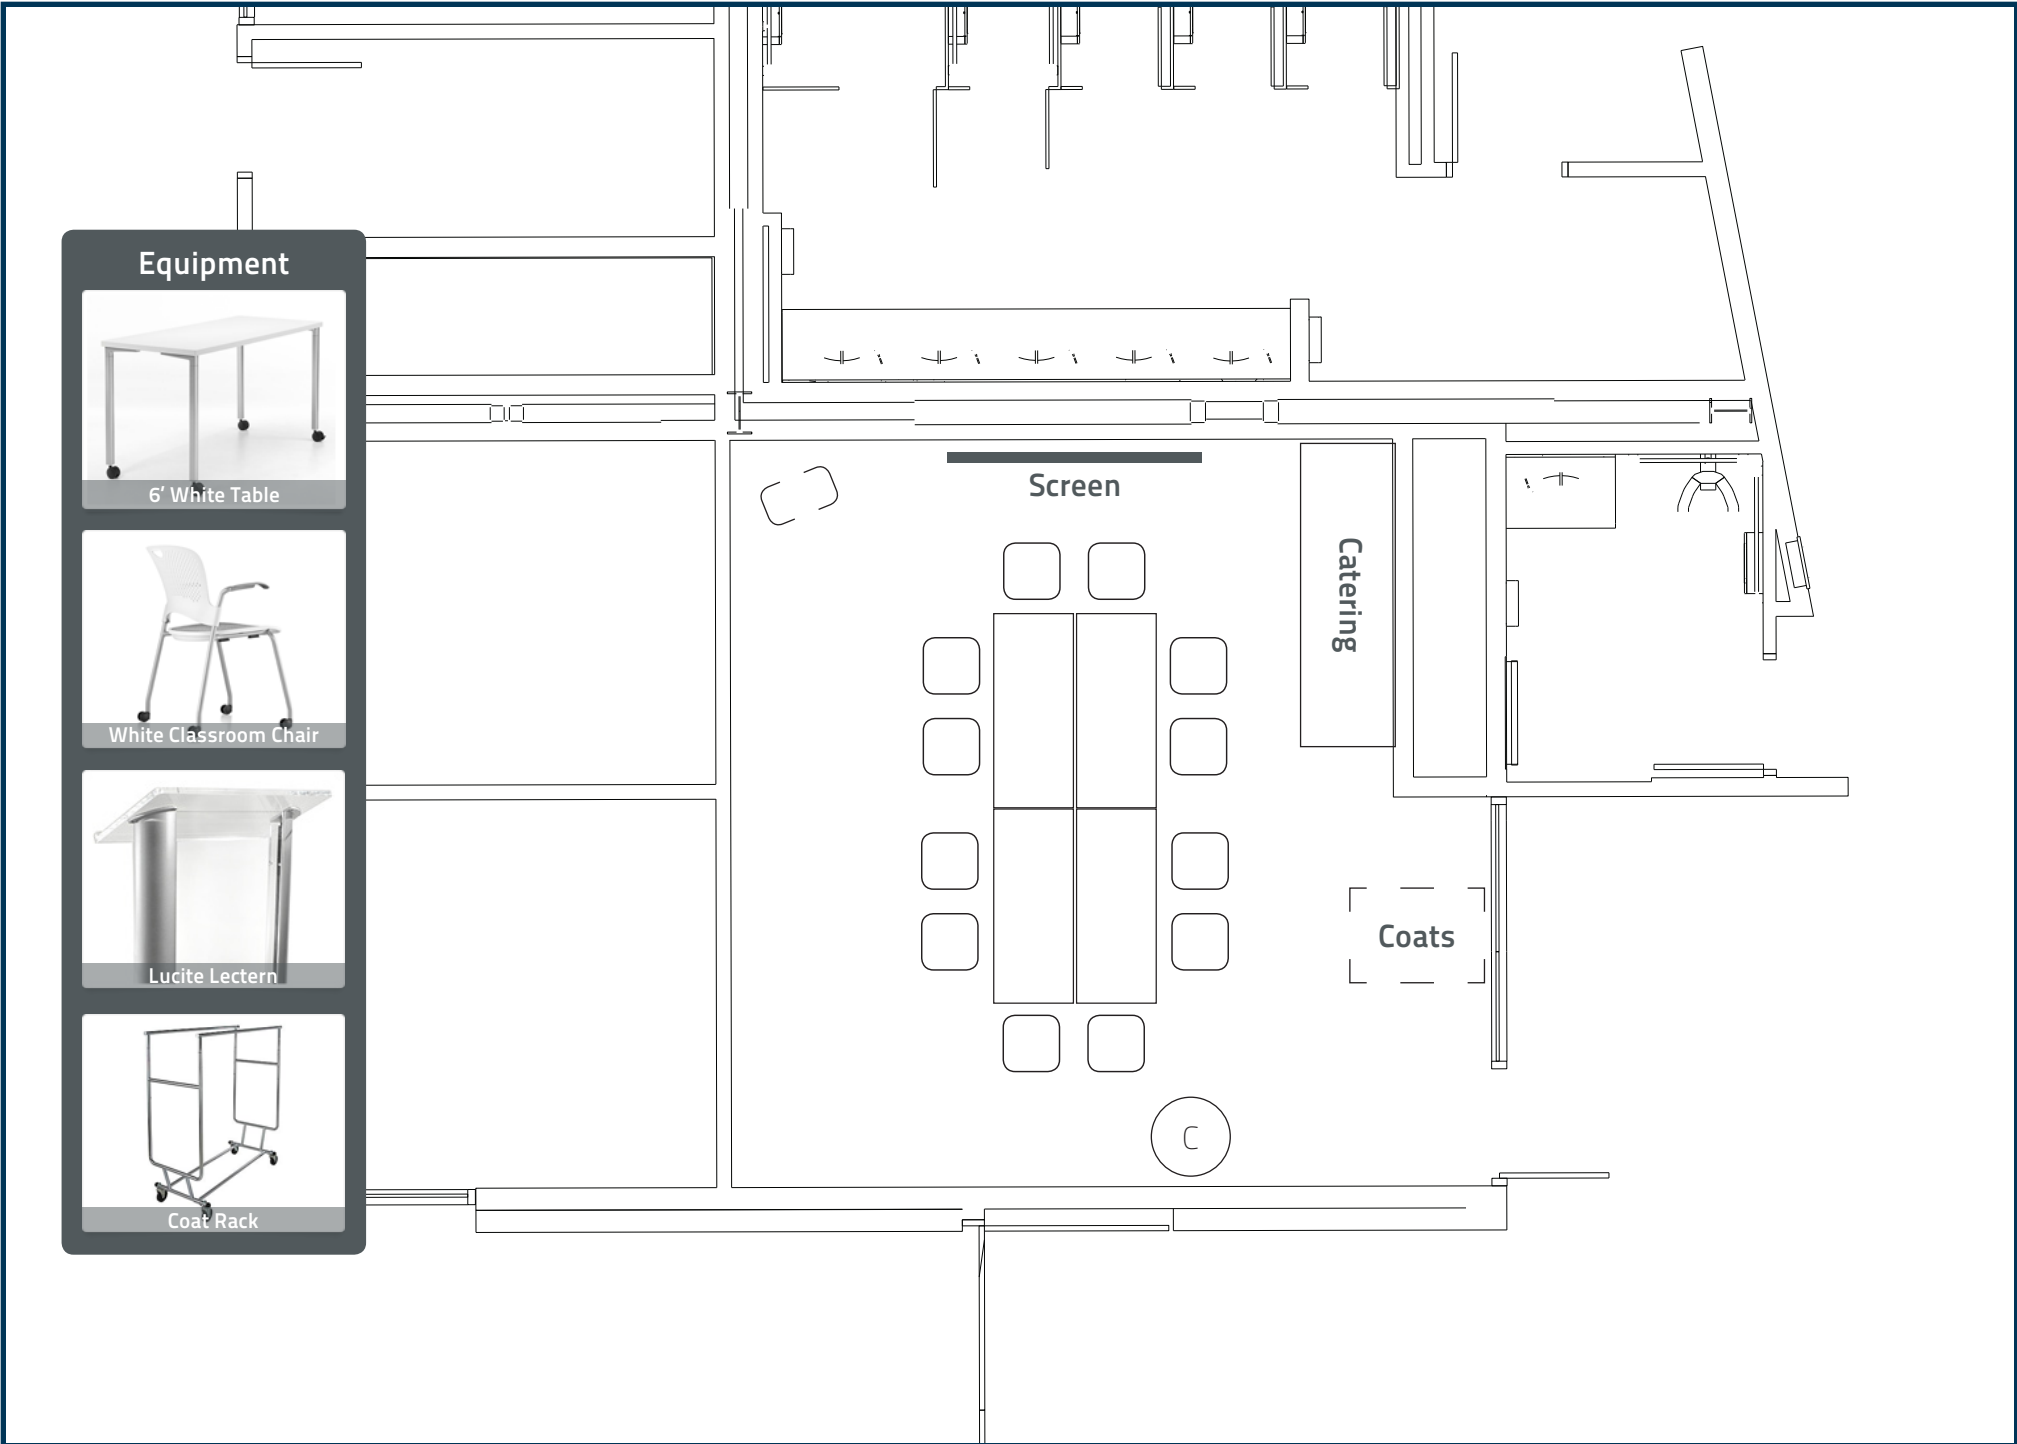 Equipment
6’ White Table
White Classroom Chair
Lucite Lectern
Coat Rack
Screen
Catering
Coats
C